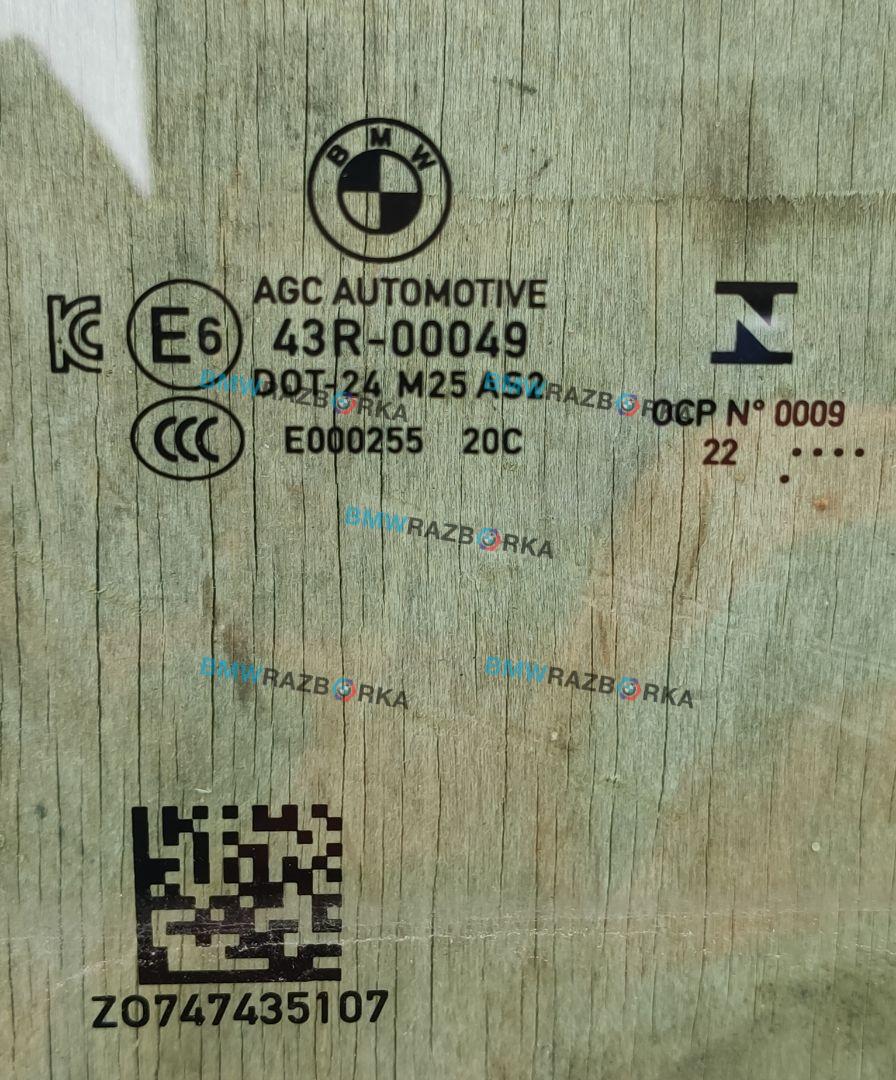 BMW
AGC AUTOMOTIVE
KC
E6 43R-00049
DOT-24 M25 AS2
CCC E000255 20C
N
OCP N° 0009
22 .....
BMWRAZBORKA
BMWRAZBORKA
BMWRAZBORKA
BMWRAZBORKA
BMWRAZBORKA
ZO747435107